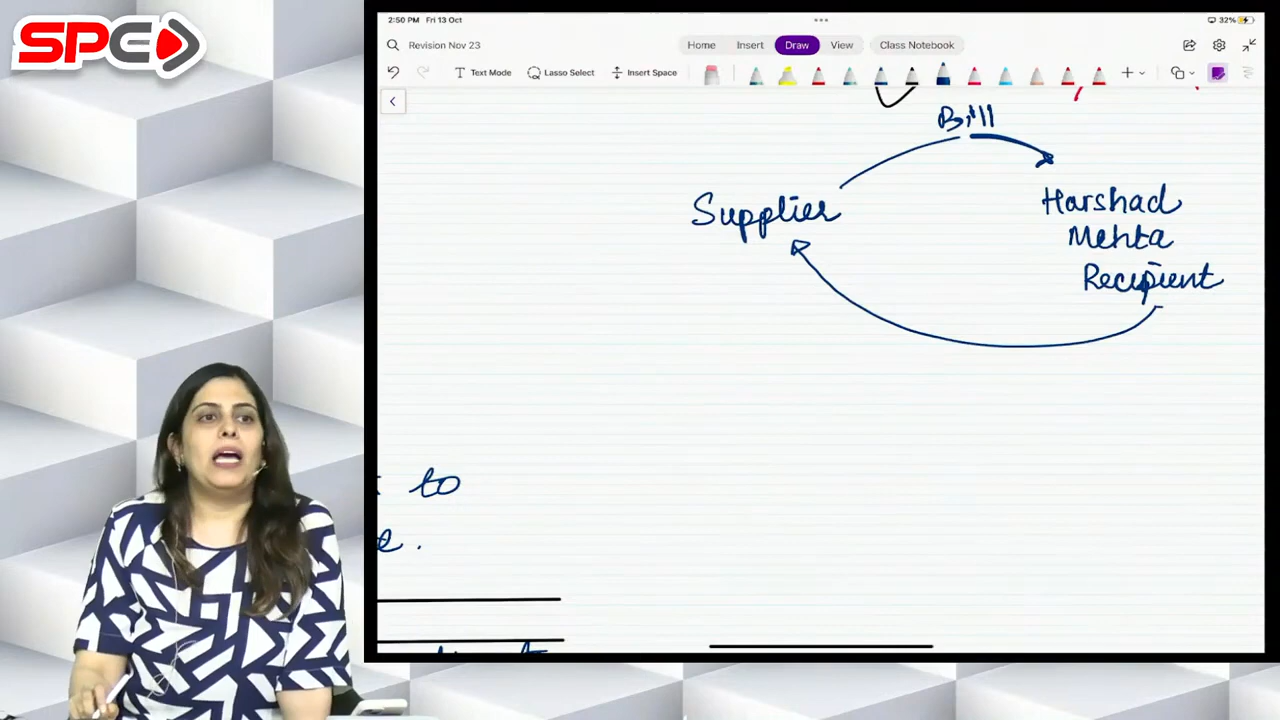 SPC
2:50 PM Fri 13 Oct
32%
Revision Nov 23
Home Insert Draw View Class Notebook
Text Mode Lasso Select Insert Space
Bill
Supplier
Harshad
Mehta
Recipient
to
e.